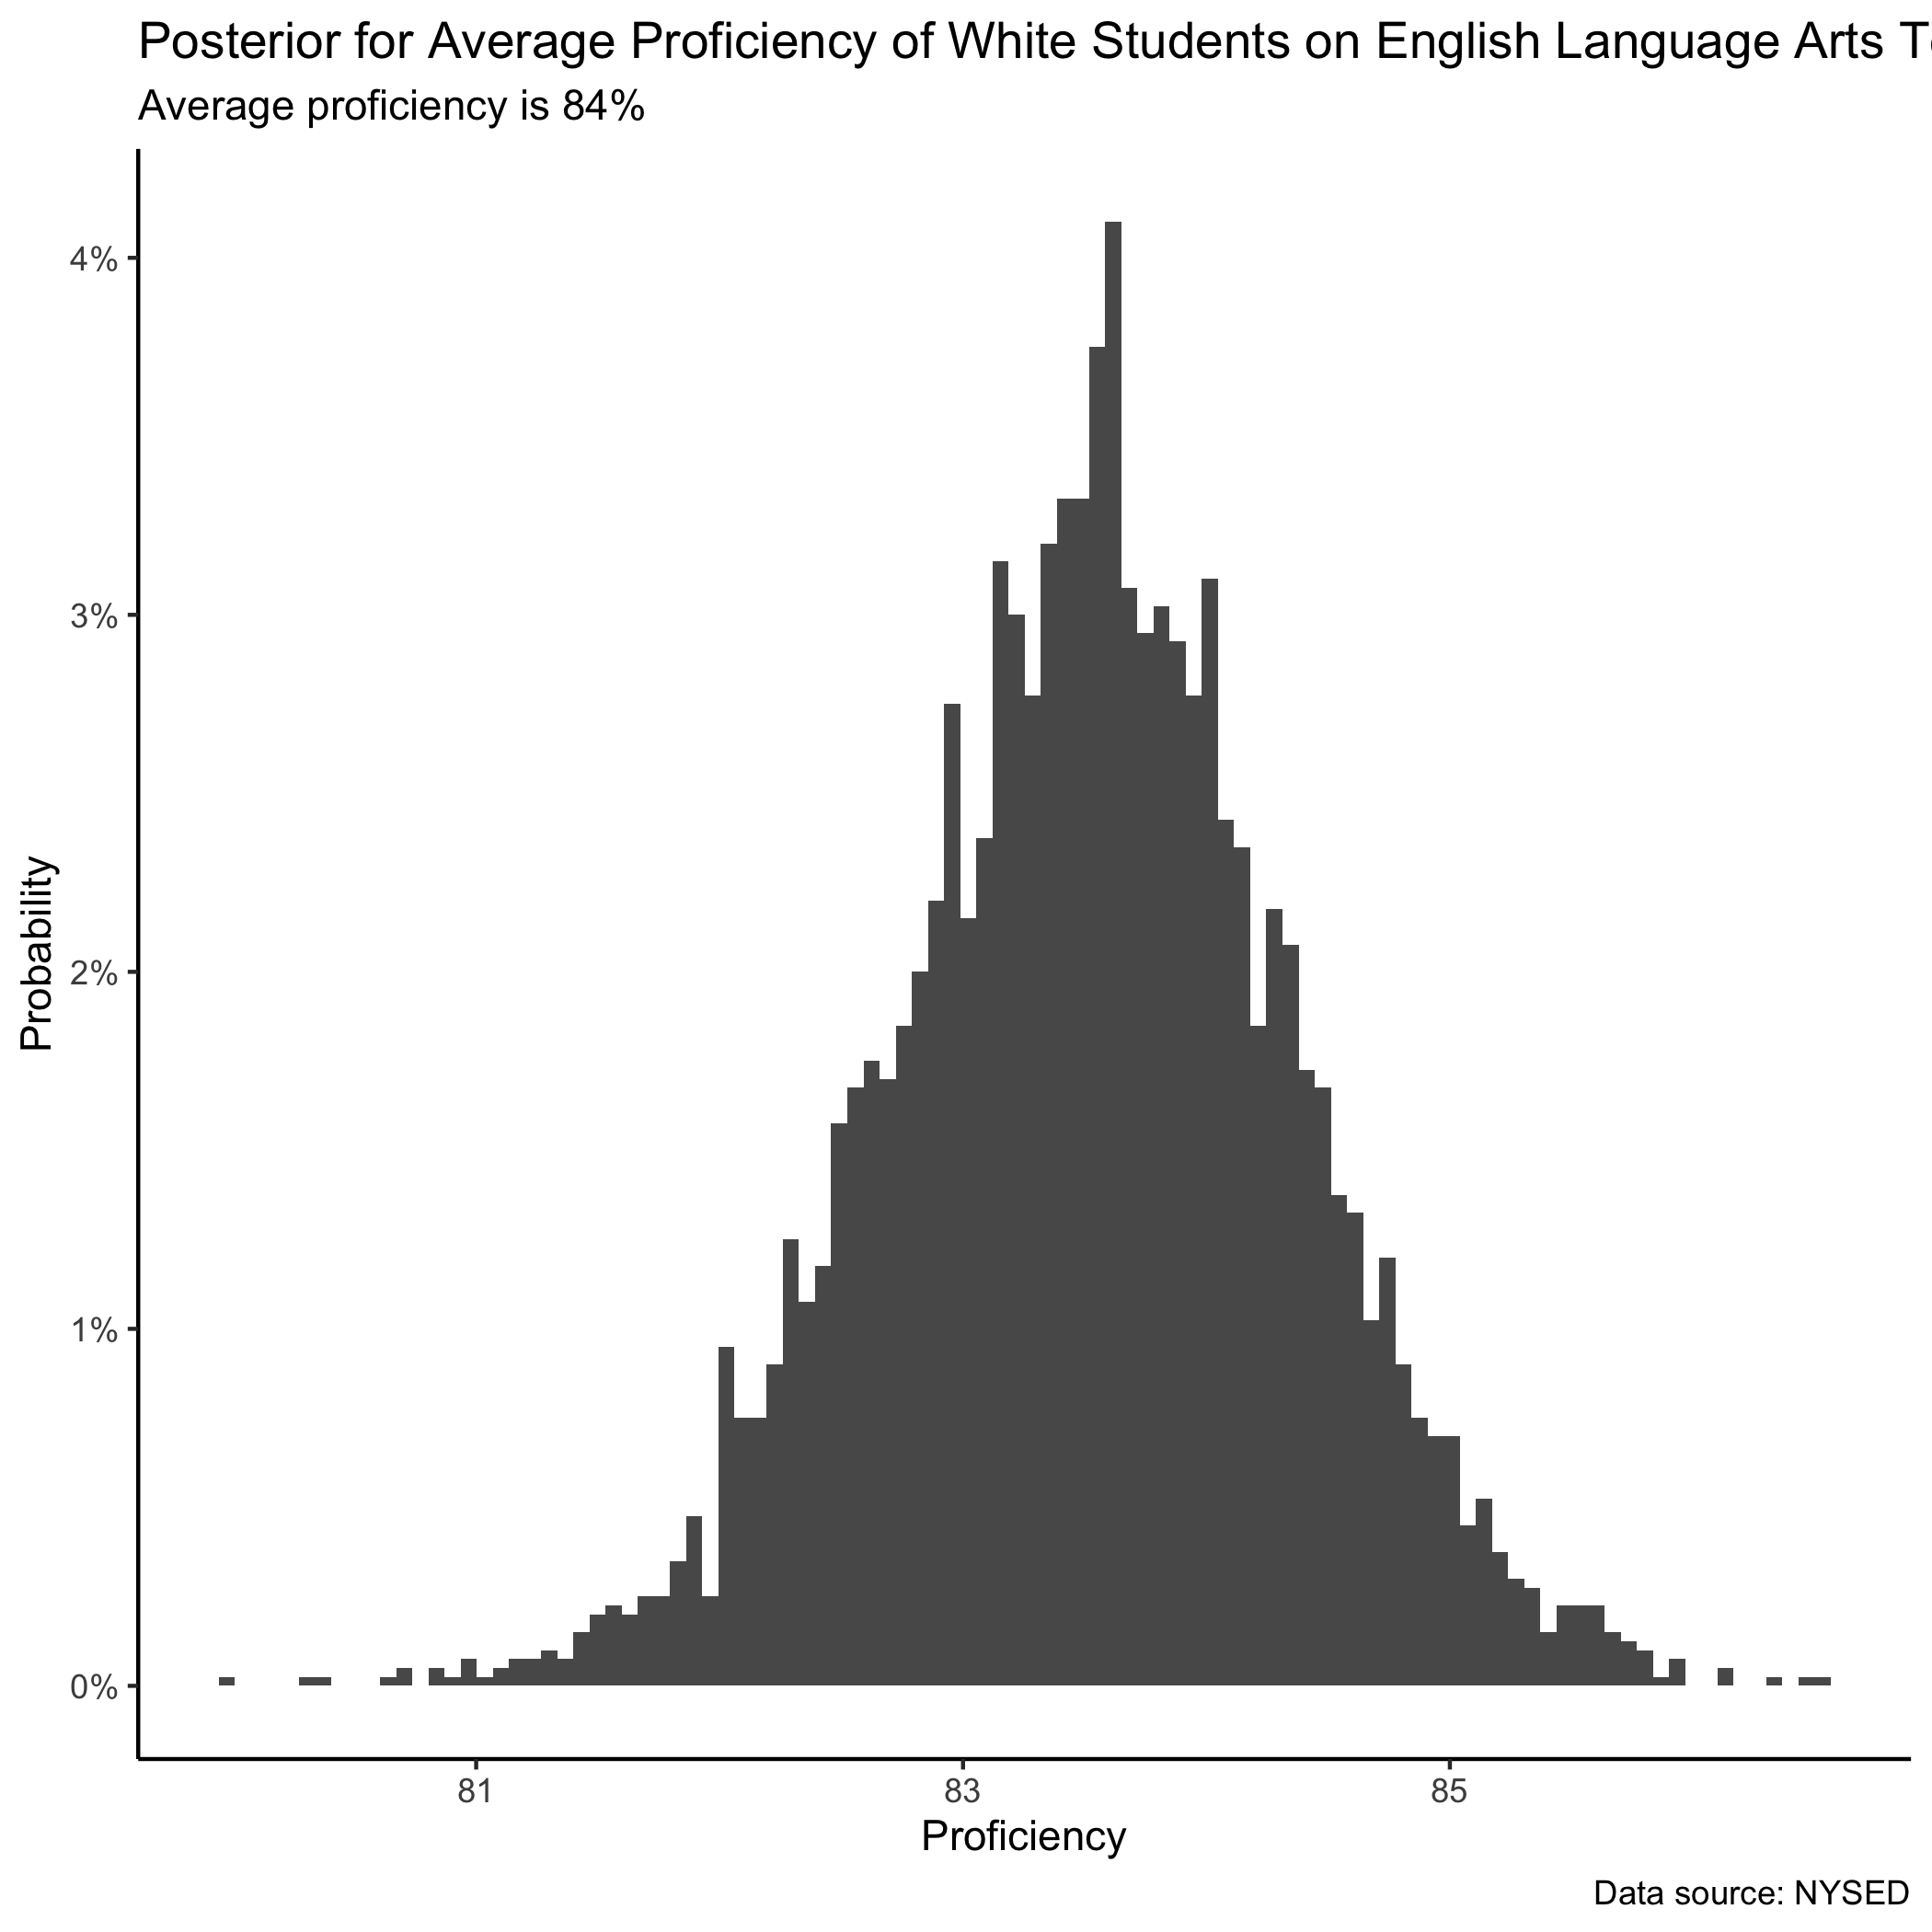 Posterior for Average Proficiency of White Students on English Language Arts
Average proficiency is 84%
4%
3%
2%
1%
0%
Probability
81 83 85
Proficiency
Data source: NYSED